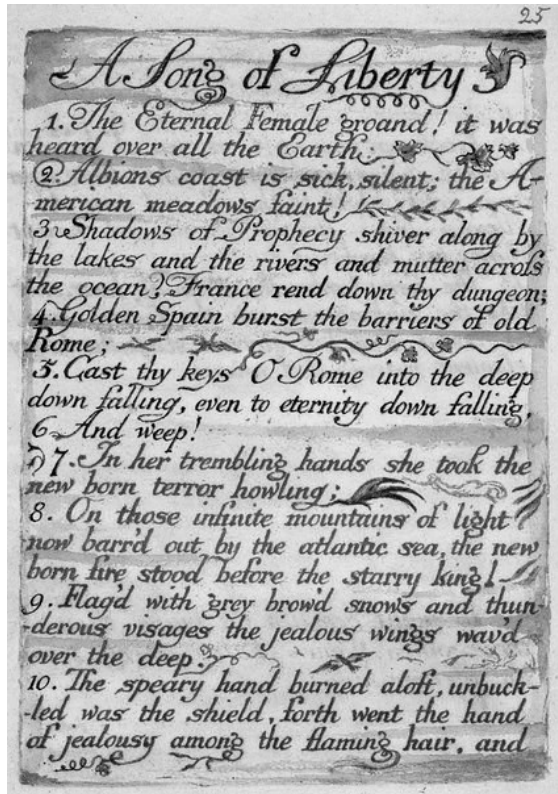 25
A Song of Liberty
1. The Eternal Female groand! it was
heard over all the Earth:
2. Albions coast is sick, silent; the A-
merican meadows faint!
3 Shadows of Prophecy shiver along by
the lakes and the rivers and mutter acroſs
the ocean? France rend down thy dungeon;
4. Golden Spain burst the barriers of old
Rome;
5. Cast thy keys O Rome into the deep
down falling, even to eternity down falling,
6 And weep!
7. In her trembling hands she took the
new born terror howling;
8. On those infinite mountains of light
now barr'd out by the atlantic sea, the new
born fire stood before the starry king!
9. Flag'd with grey brow'd snows and thun-
-derous visages the jealous wings wav'd
over the deep.
10. The speary hand burned aloft, unbuck-
-led was the shield, forth went the hand
of jealousy among the flaming hair, and